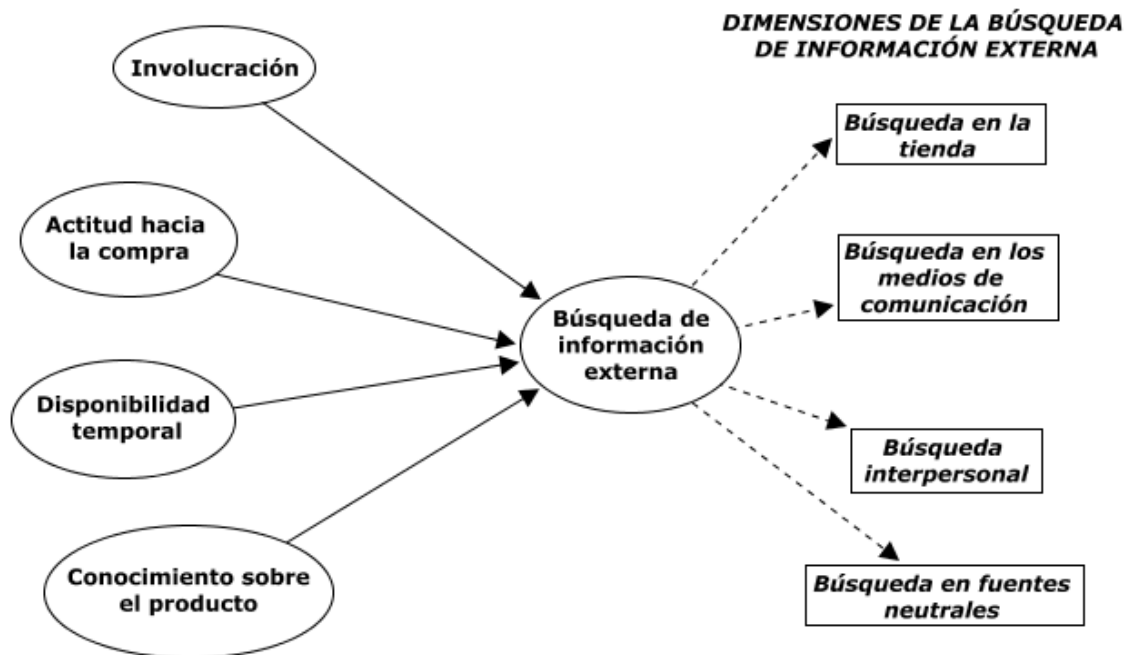 DIMENSIONES DE LA BÚSQUEDA
DE INFORMACIÓN EXTERNA
Involucración
Actitud hacia
la compra
Disponibilidad
temporal
Conocimiento sobre
el producto
Búsqueda de
información
externa
Búsqueda en la
tienda
Búsqueda en los
medios de
comunicación
Búsqueda
interpersonal
Búsqueda en fuentes
neutrales